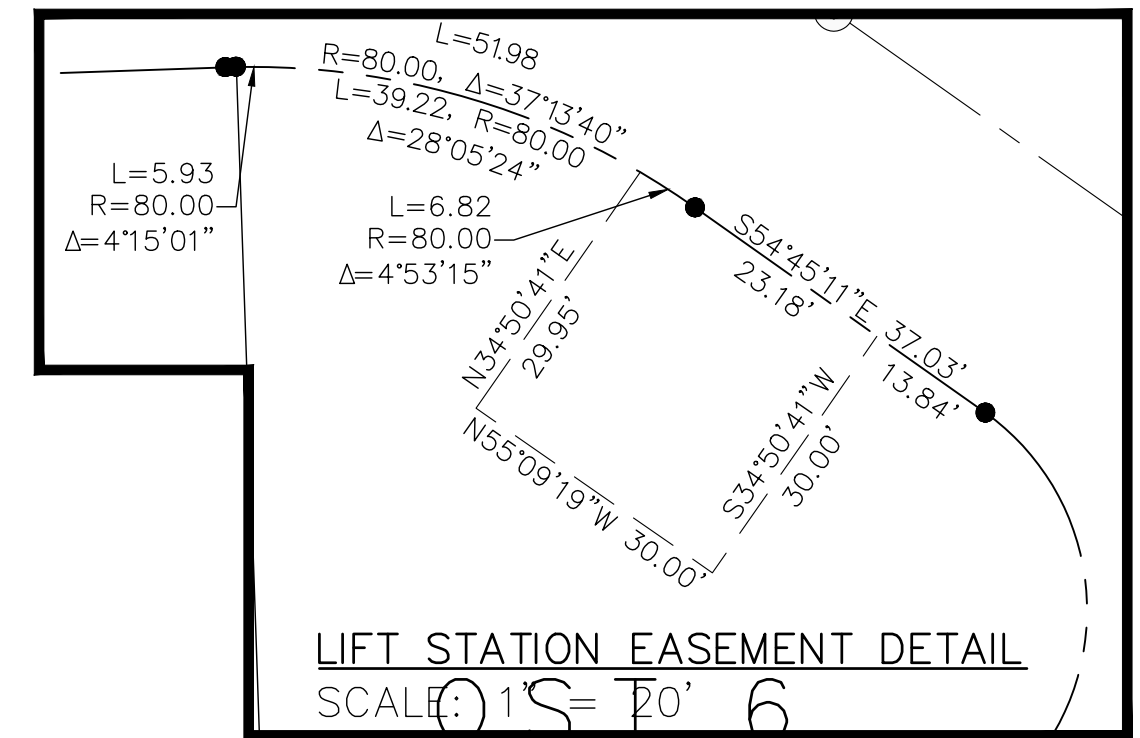 L=51.98
R=80.00, Δ=37°13'40"
L=39.22, R=80.00
Δ=28°05'24"
L=5.93
R=80.00
Δ=4°15'01"
L=6.82
R=80.00
Δ=4°53'15"
S54°45'11"E 37.03'
23.18'
13.84'
N34°50'41"E
29.95'
S34°50'41"W
30.00'
N55°09'19"W 30.00'
LIFT STATION EASEMENT DETAIL
SCALE: 1" = 20'
OST 6